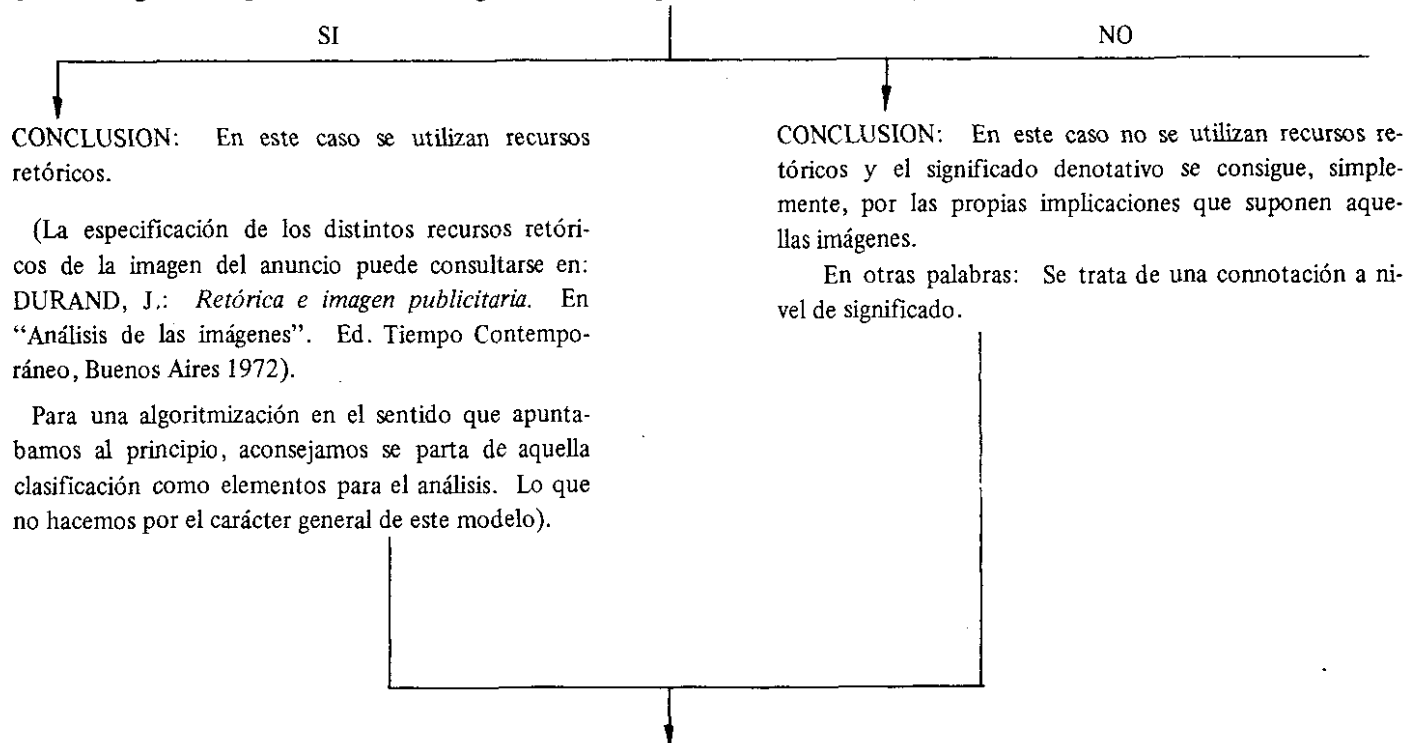 SI
NO
CONCLUSION: En este caso se utilizan recursos
retóricos.
(La especificación de los distintos recursos retóri-
cos de la imagen del anuncio puede consultarse en:
DURAND, J.: Retórica e imagen publicitaria. En
“Análisis de las imágenes”. Ed. Tiempo Contempo-
ráneo, Buenos Aires 1972).
Para una algoritmización en el sentido que apunta-
bamos al principio, aconsejamos se parta de aquella
clasificación como elementos para el análisis. Lo que
no hacemos por el carácter general de este modelo).
CONCLUSION: En este caso no se utilizan recursos re-
tóricos y el significado denotativo se consigue, simple-
mente, por las propias implicaciones que suponen aque-
llas imágenes.
En otras palabras: Se trata de una connotación a ni-
vel de significado.